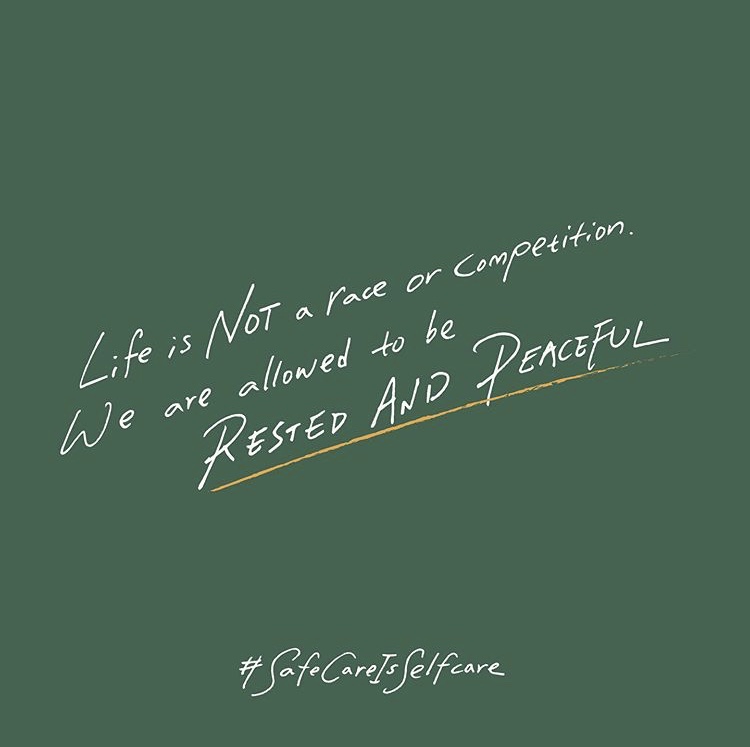 Life is NOT a race or competition.
We are allowed to be
RESTED AND PEACEFUL
#SafeCareIsSelfcare